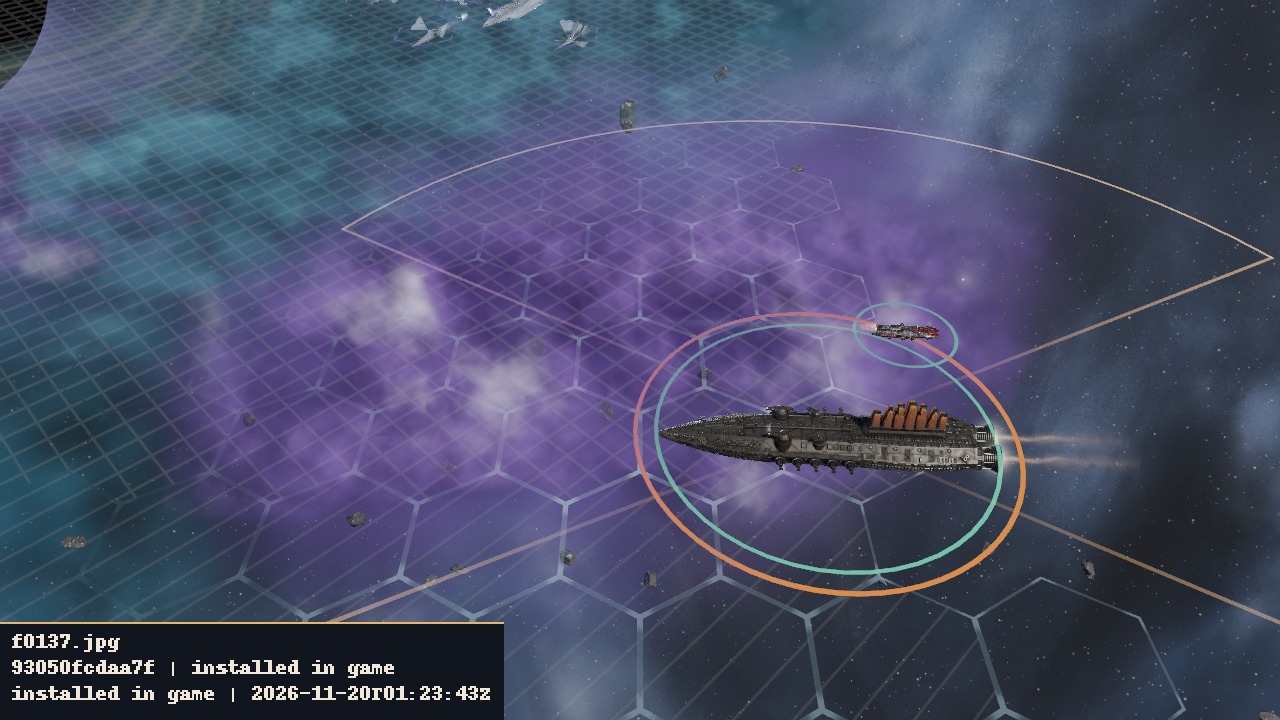 f0137.jpg
93050fcdaa7f | installed in game
installed in game | 2026-11-20T01:23:43Z